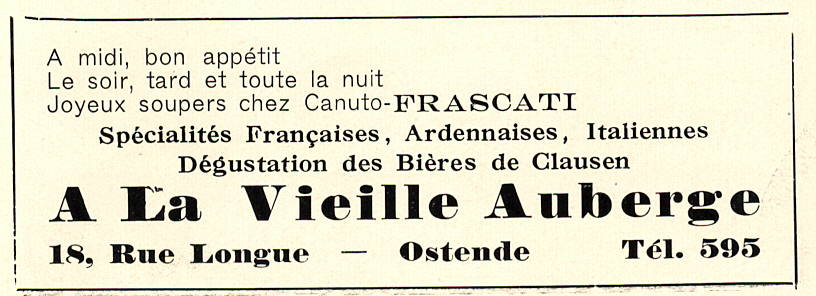 A midi, bon appétit
Le soir, tard et toute la nuit
Joyeux soupers chez Canuto-FRASCATI
Spécialités Françaises, Ardennaises, Italiennes
Dégustation des Bières de Clausen
A La Vieille Auberge
18, Rue Longue — Ostende Tél. 595